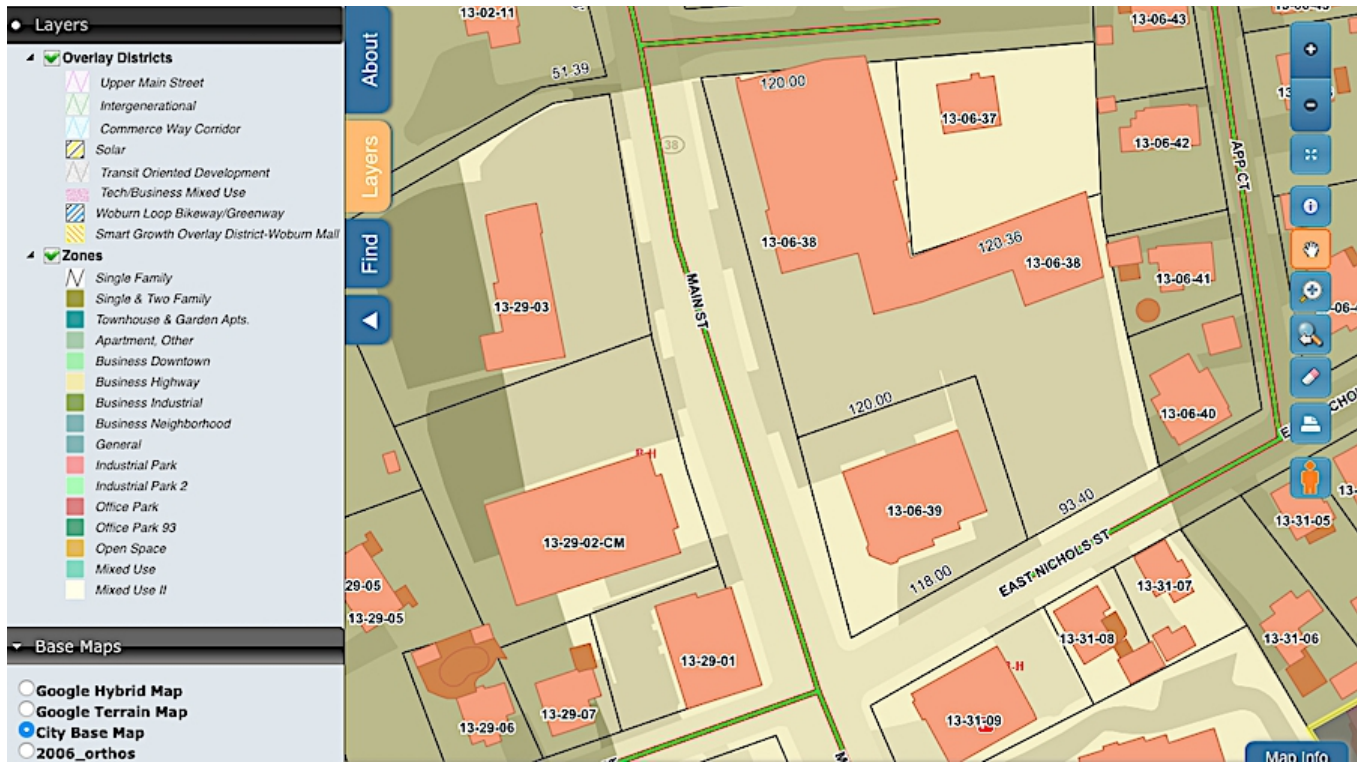 Layers
Overlay Districts
Upper Main Street
Intergenerational
Commerce Way Corridor
Solar
Transit Oriented Development
Tech/Business Mixed Use
Woburn Loop Bikeway/Greenway
Smart Growth Overlay District-Woburn Mall
Zones
Single Family
Single & Two Family
Townhouse & Garden Apts.
Apartment, Other
Business Downtown
Business Highway
Business Industrial
Business Neighborhood
General
Industrial Park
Industrial Park 2
Office Park
Office Park 93
Open Space
Mixed Use
Mixed Use II
Base Maps
Google Hybrid Map
Google Terrain Map
City Base Map
2006_orthos
About
Layers
Find
13-02-11
13-06-43
51.39
120.00
13-06-37
13-06-42
38
APP CT
13-06-38
120.36
13-06-38
13-06-41
MAIN ST
13-29-03
120.00
13-06-40
B-H
13-06-39
93.40
13-29-02-CM
13-31-05
118.00
EAST NICHOLS ST
29-05
13-29-05
13-31-07
13-31-08
13-31-06
13-29-01
13-29-06
13-29-07
13-31-09
Map Info